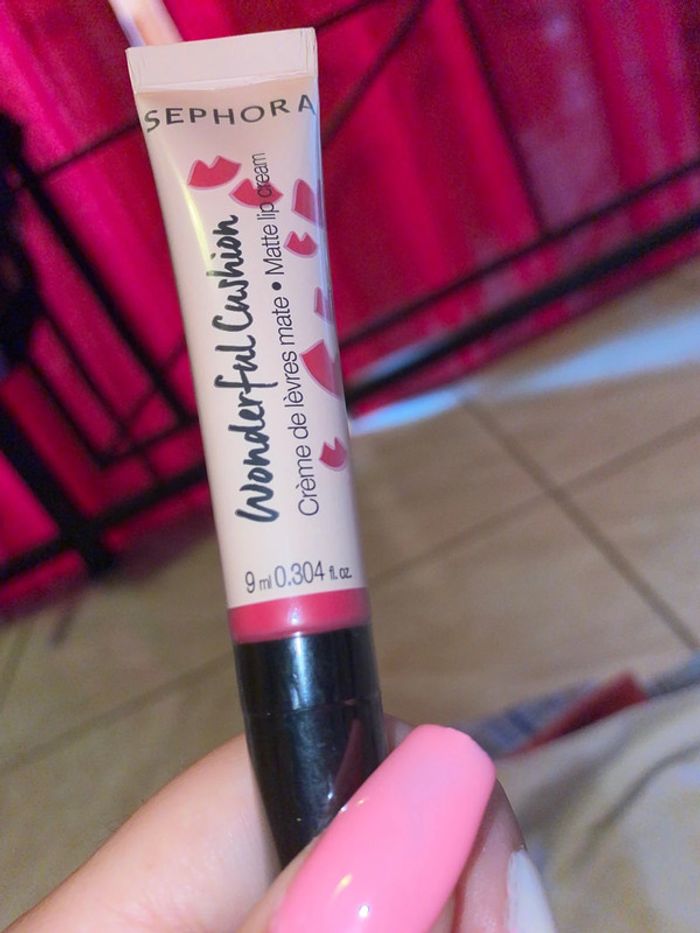 SEPHORA
Wonderful Cushion
Crème de lèvres mate • Matte lip cream
9 ml 0.304 fl. oz.